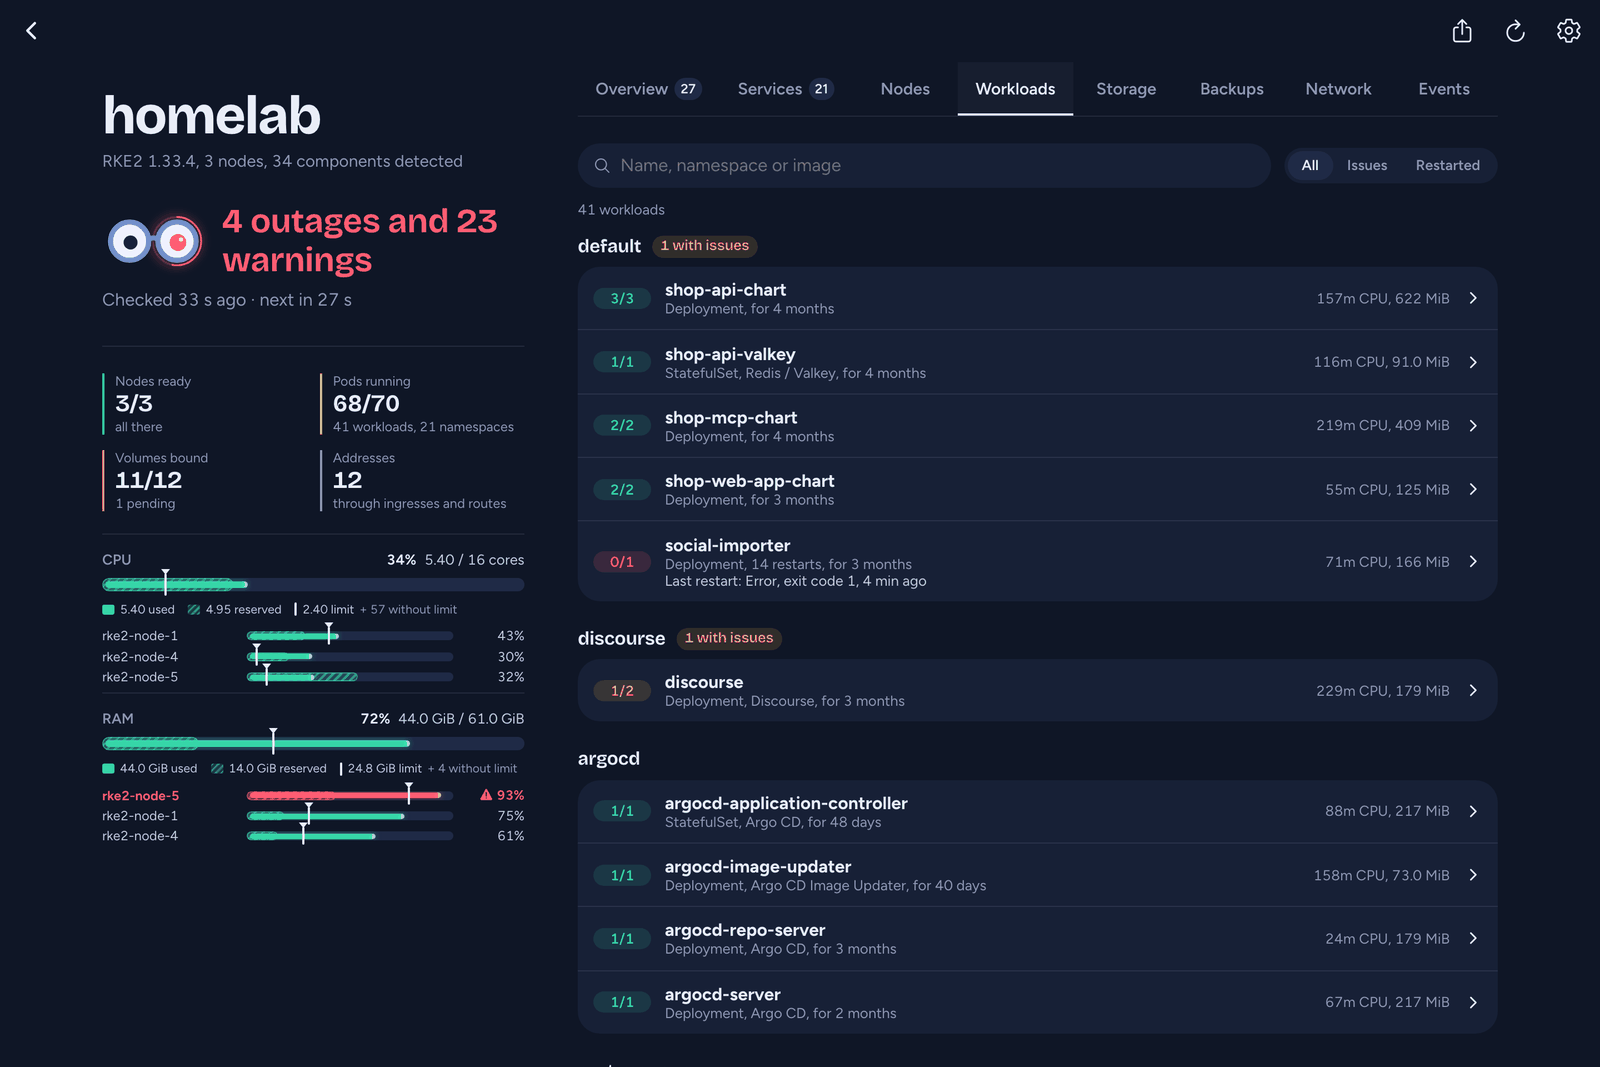 homelab
RKE2 1.33.4, 3 nodes, 34 components detected
4 outages and 23
warnings
Checked 33 s ago · next in 27 s
Nodes ready
3/3
all there
Pods running
68/70
41 workloads, 21 namespaces
Volumes bound
11/12
1 pending
Addresses
12
through ingresses and routes
CPU 34% 5.40 / 16 cores
5.40 used 4.95 reserved 2.40 limit + 57 without limit
rke2-node-1 43%
rke2-node-4 30%
rke2-node-5 32%
RAM 72% 44.0 GiB / 61.0 GiB
44.0 GiB used 14.0 GiB reserved 24.8 GiB limit + 4 without limit
rke2-node-5 93%
rke2-node-1 75%
rke2-node-4 61%
Overview 27 Services 21 Nodes Workloads Storage Backups Network Events
Name, namespace or image All Issues Restarted
41 workloads
default 1 with issues
3/3 shop-api-chart 157m CPU, 622 MiB
Deployment, for 4 months
1/1 shop-api-valkey 116m CPU, 91.0 MiB
StatefulSet, Redis / Valkey, for 4 months
2/2 shop-mcp-chart 219m CPU, 409 MiB
Deployment, for 4 months
2/2 shop-web-app-chart 55m CPU, 125 MiB
Deployment, for 3 months
0/1 social-importer 71m CPU, 166 MiB
Deployment, 14 restarts, for 3 months
Last restart: Error, exit code 1, 4 min ago
discourse 1 with issues
1/2 discourse 229m CPU, 179 MiB
Deployment, Discourse, for 3 months
argocd
1/1 argocd-application-controller 88m CPU, 217 MiB
StatefulSet, Argo CD, for 48 days
1/1 argocd-image-updater 158m CPU, 73.0 MiB
Deployment, Argo CD Image Updater, for 40 days
1/1 argocd-repo-server 24m CPU, 179 MiB
Deployment, Argo CD, for 3 months
1/1 argocd-server 67m CPU, 217 MiB
Deployment, Argo CD, for 2 months